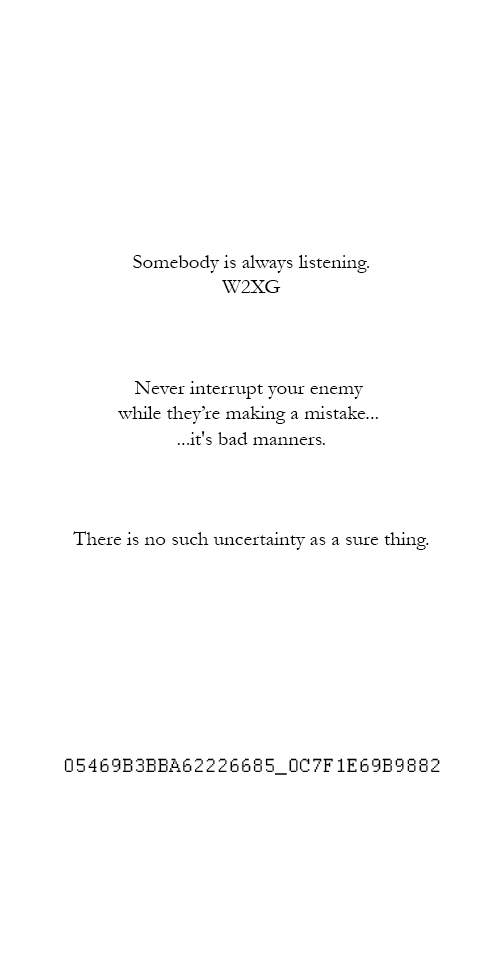 Somebody is always listening.
W2XG
Never interrupt your enemy
while they’re making a mistake...
...it's bad manners.
There is no such uncertainty as a sure thing.
05469B3BBA62226685_0C7F1E69B9882